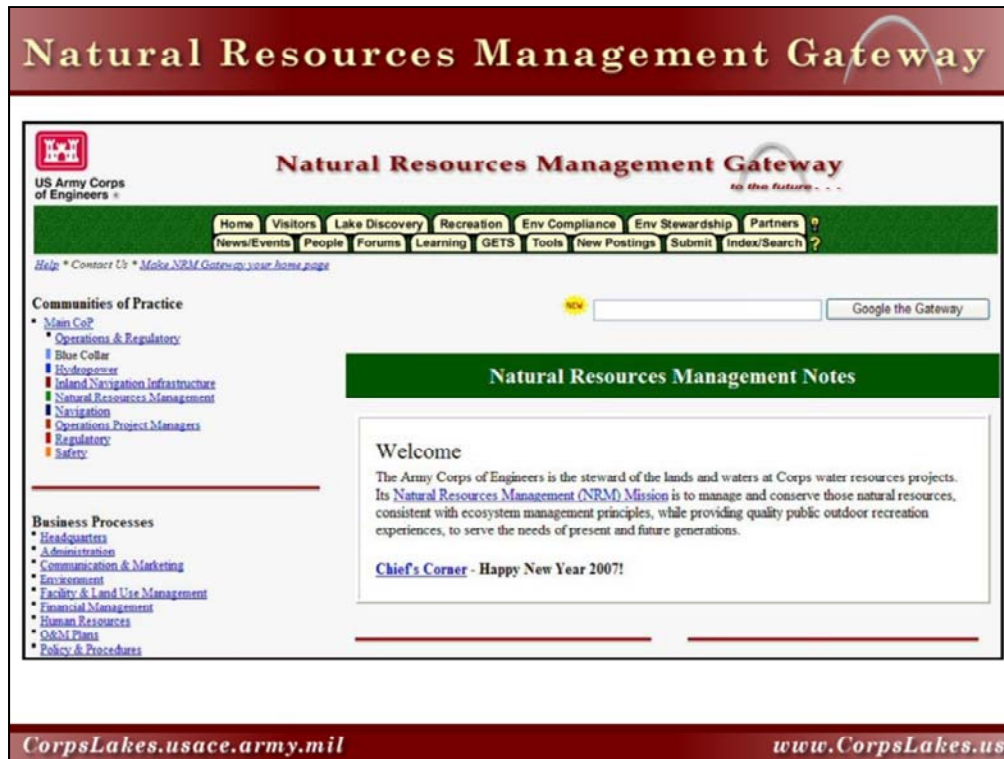 Natural Resources Management Gateway
US Army Corps
of Engineers ®
Natural Resources Management Gateway
to the future . . .
Home Visitors Lake Discovery Recreation Env Compliance Env Stewardship Partners
News/Events People Forums Learning GETS Tools New Postings Submit Index/Search ?
Help * Contact Us * Make NRM Gateway your home page
Communities of Practice
Main CoP
Operations & Regulatory
Blue Collar
Hydropower
Inland Navigation Infrastructure
Natural Resources Management
Navigation
Operations Project Managers
Regulatory
Safety
Business Processes
Headquarters
Administration
Communication & Marketing
Environment
Facility & Land Use Management
Financial Management
Human Resources
O&M Plans
Policy & Procedures
NEW Google the Gateway
Natural Resources Management Notes
Welcome
The Army Corps of Engineers is the steward of the lands and waters at Corps water resources projects.
Its Natural Resources Management (NRM) Mission is to manage and conserve those natural resources,
consistent with ecosystem management principles, while providing quality public outdoor recreation
experiences, to serve the needs of present and future generations.
Chief's Corner - Happy New Year 2007!
CorpsLakes.usace.army.mil www.CorpsLakes.us